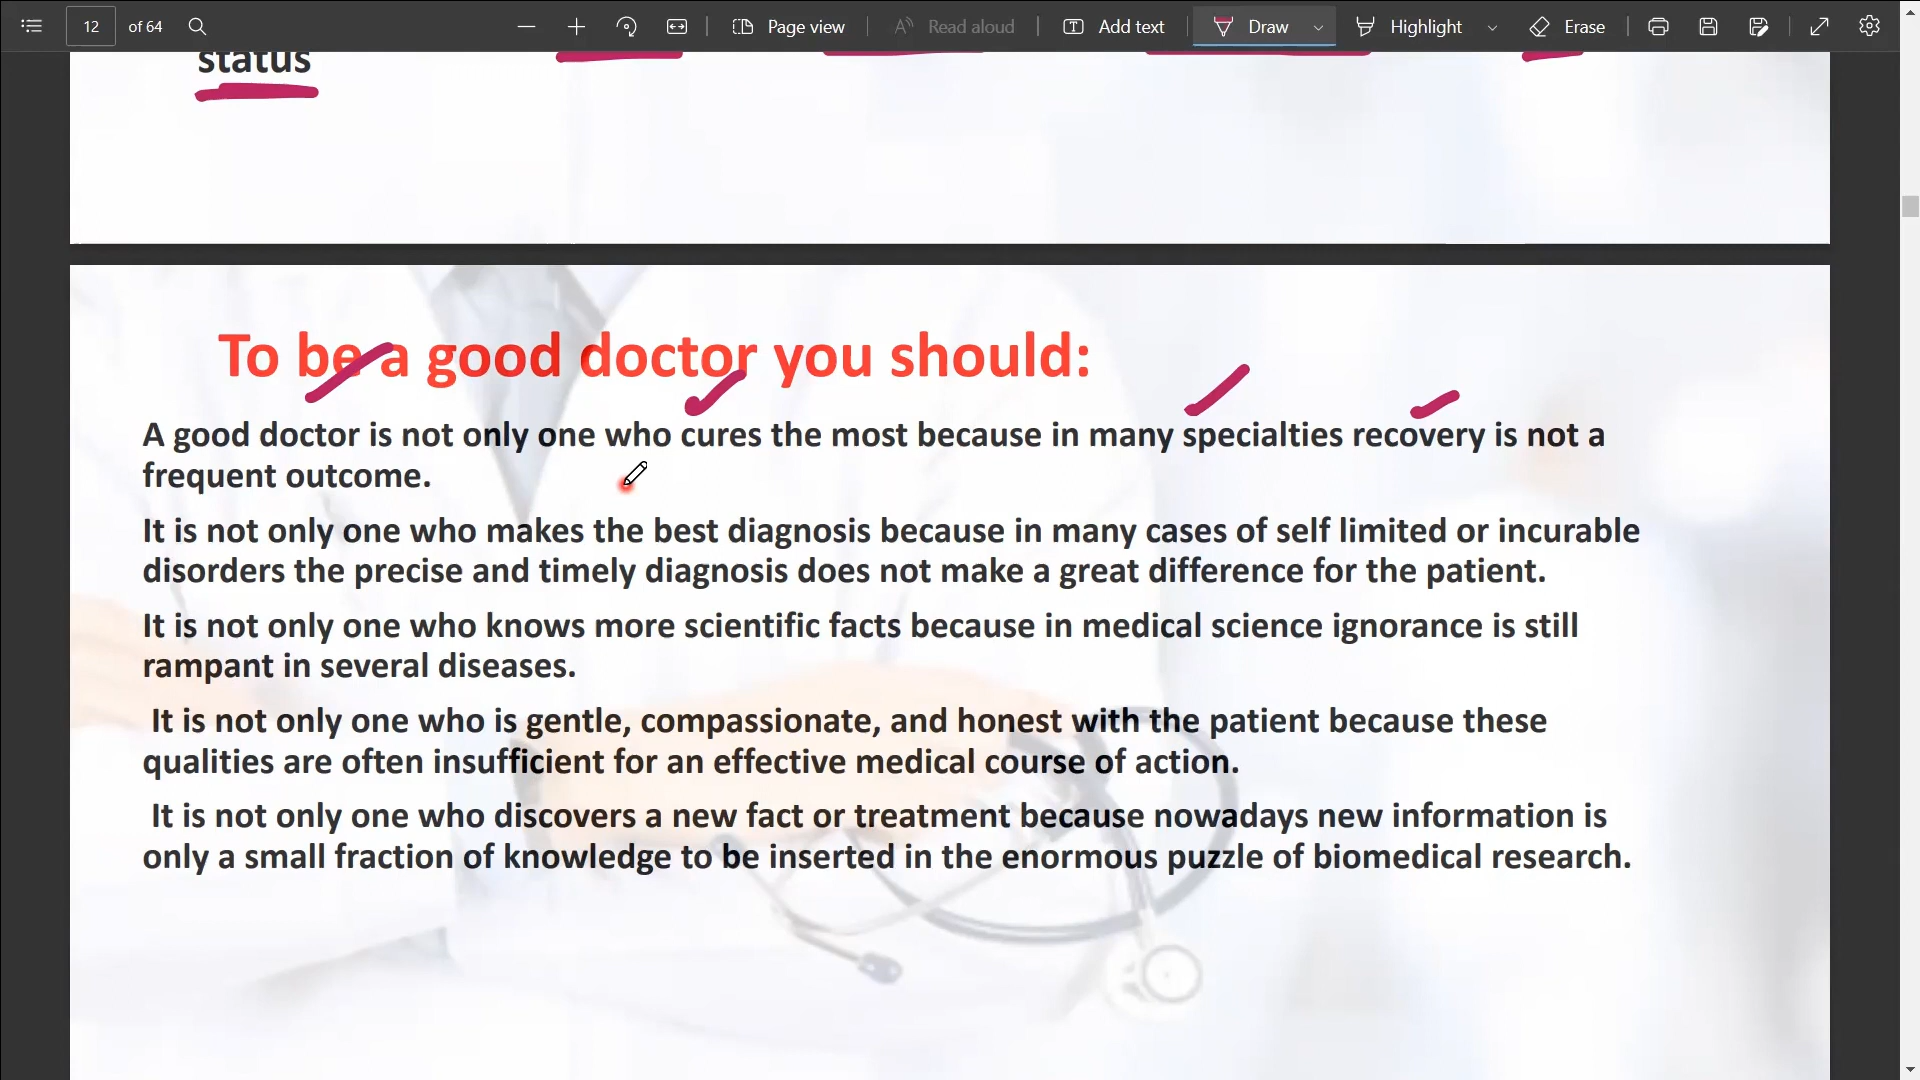 12 of 64 Page view Read aloud Add text Draw Highlight Erase
status
To be a good doctor you should:
A good doctor is not only one who cures the most because in many specialties recovery is not a
frequent outcome.
It is not only one who makes the best diagnosis because in many cases of self limited or incurable
disorders the precise and timely diagnosis does not make a great difference for the patient.
It is not only one who knows more scientific facts because in medical science ignorance is still
rampant in several diseases.
It is not only one who is gentle, compassionate, and honest with the patient because these
qualities are often insufficient for an effective medical course of action.
It is not only one who discovers a new fact or treatment because nowadays new information is
only a small fraction of knowledge to be inserted in the enormous puzzle of biomedical research.